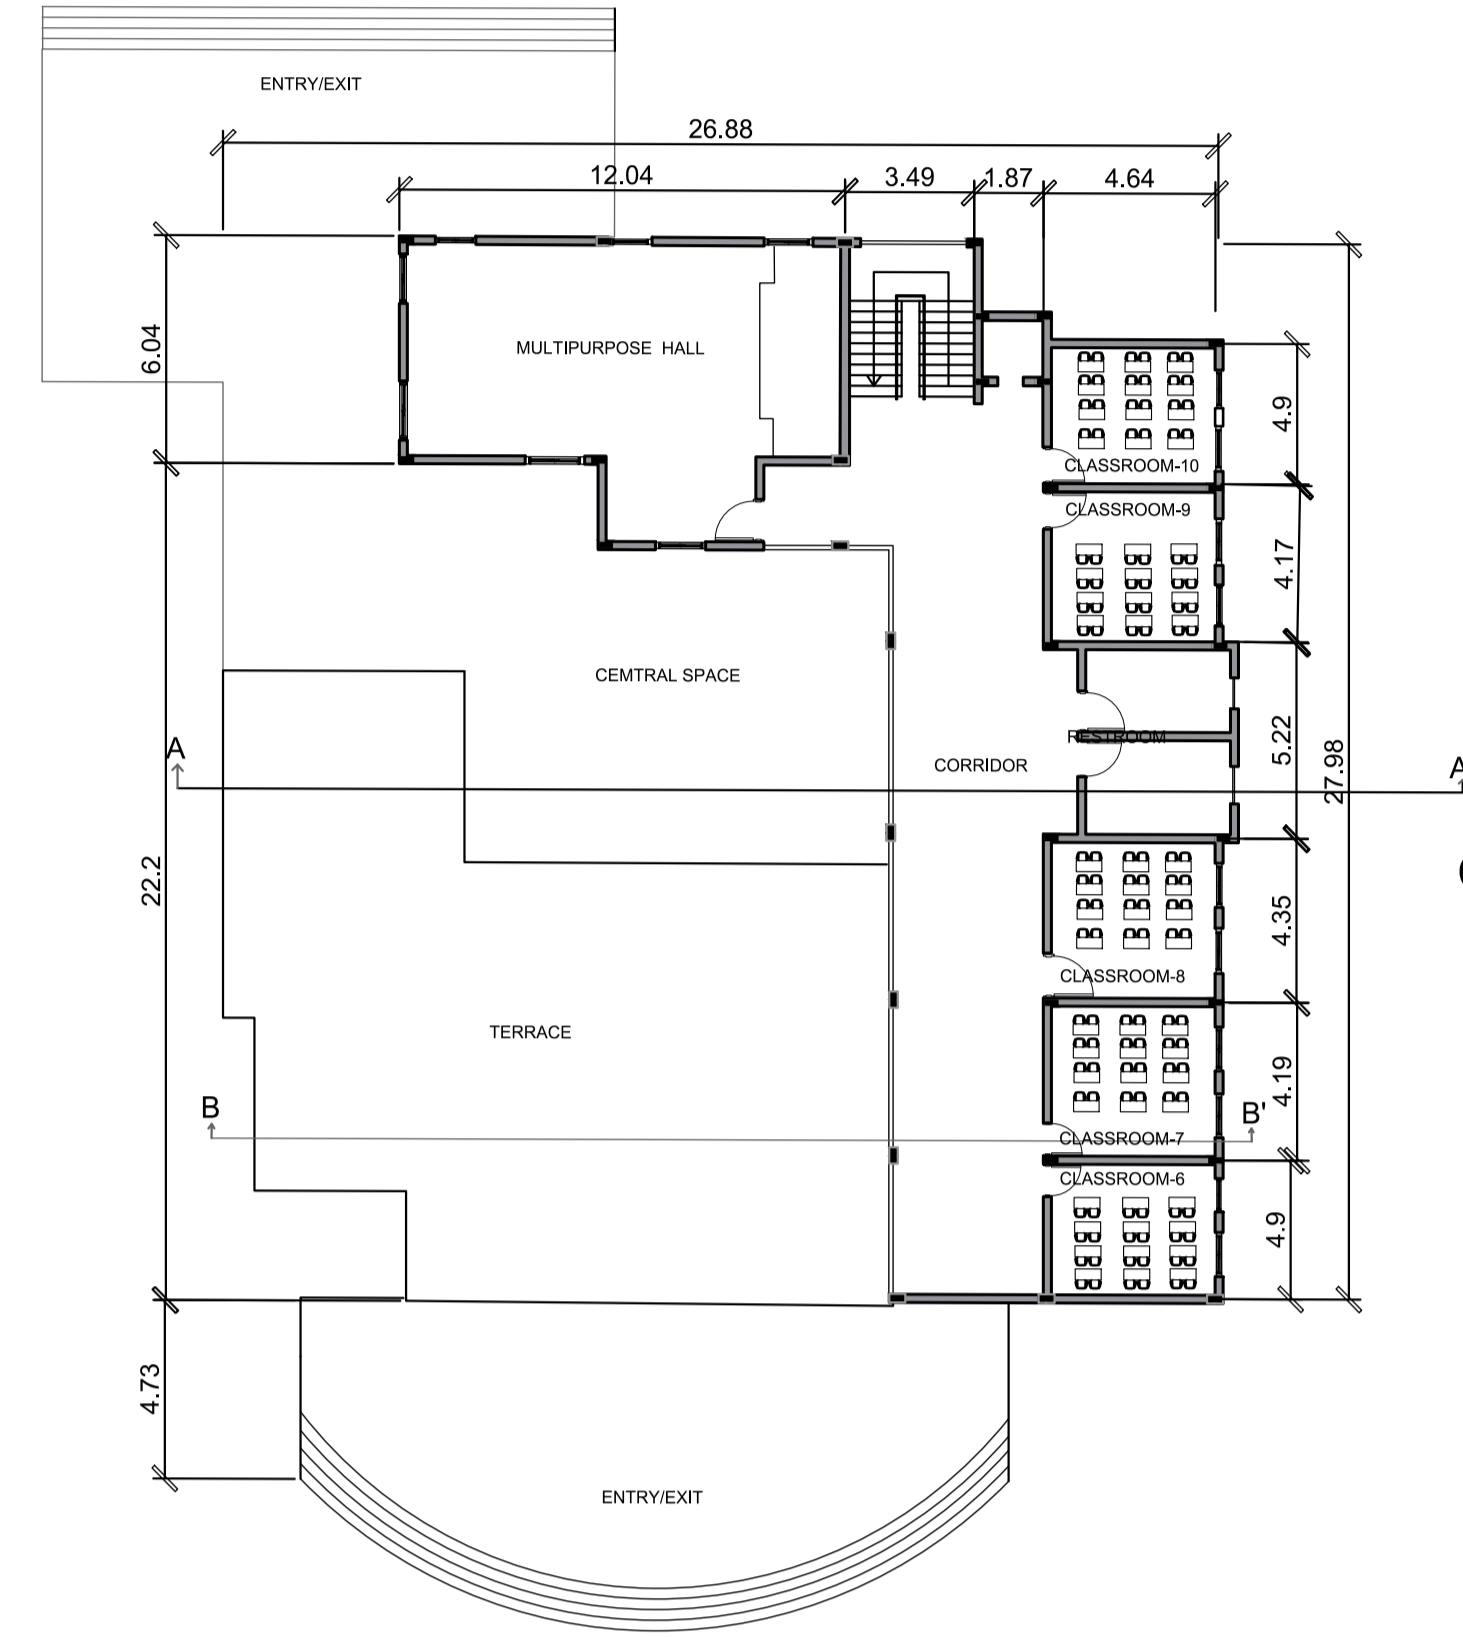 ENTRY/EXIT
26.88
12.04
3.49
1.87
4.64
6.04
MULTIPURPOSE HALL
4.9
CLASSROOM-10
CLASSROOM-9
4.17
CEMTRAL SPACE
RESTROOM
5.22
A
CORRIDOR
27.98
A
22.2
4.35
CLASSROOM-8
TERRACE
4.19
B
B'
CLASSROOM-7
CLASSROOM-6
4.9
4.73
ENTRY/EXIT